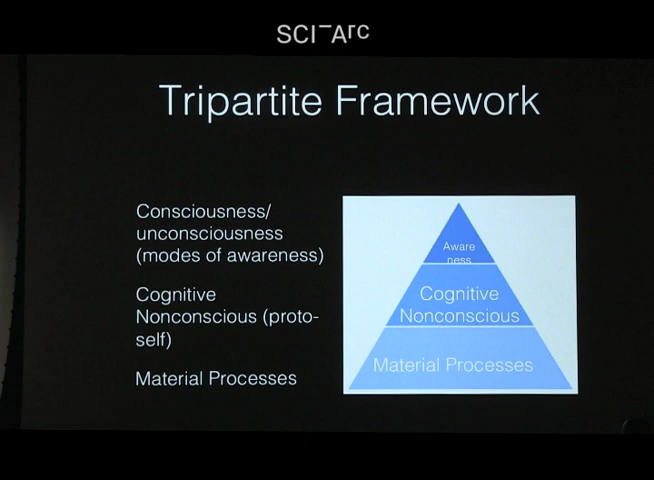 SCI-Arc
Tripartite Framework
Consciousness/
unconsciousness
(modes of awareness)
Cognitive
Nonconscious (proto-
self)
Material Processes
Aware
ness
Cognitive
Nonconscious
Material Processes